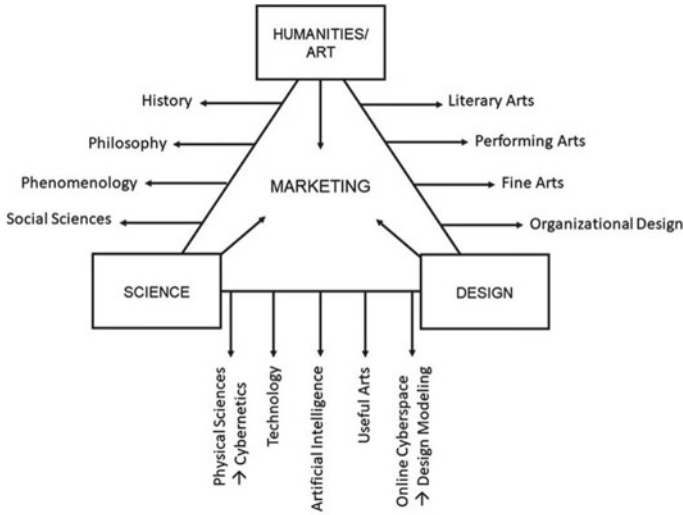 HUMANITIES/
ART
History
Literary Arts
Philosophy
Performing Arts
Phenomenology
MARKETING
Fine Arts
Social Sciences
Organizational Design
SCIENCE
DESIGN
Physical Sciences
→ Cybernetics
Technology
Artificial Intelligence
Useful Arts
Online Cyberspace
→ Design Modeling